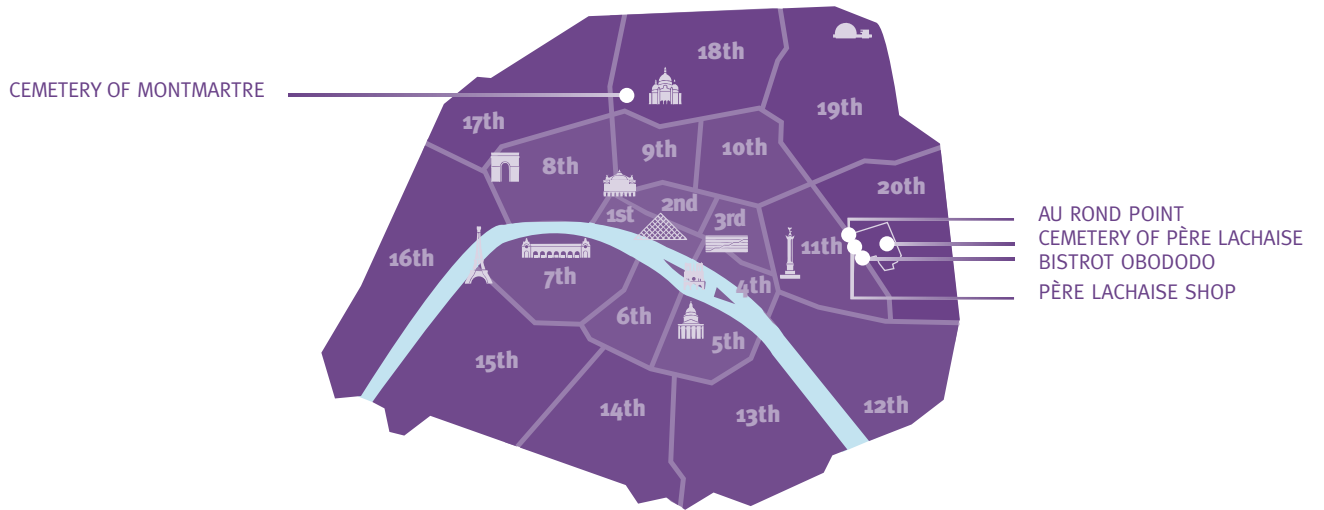 18th
CEMETERY OF MONTMARTRE
17th
19th
9th
10th
8th
20th
2nd
1st
3rd
AU ROND POINT
11th
CEMETERY OF PÈRE LACHAISE
16th
BISTROT OBODODO
7th
4th
PÈRE LACHAISE SHOP
6th
5th
15th
14th
13th
12th